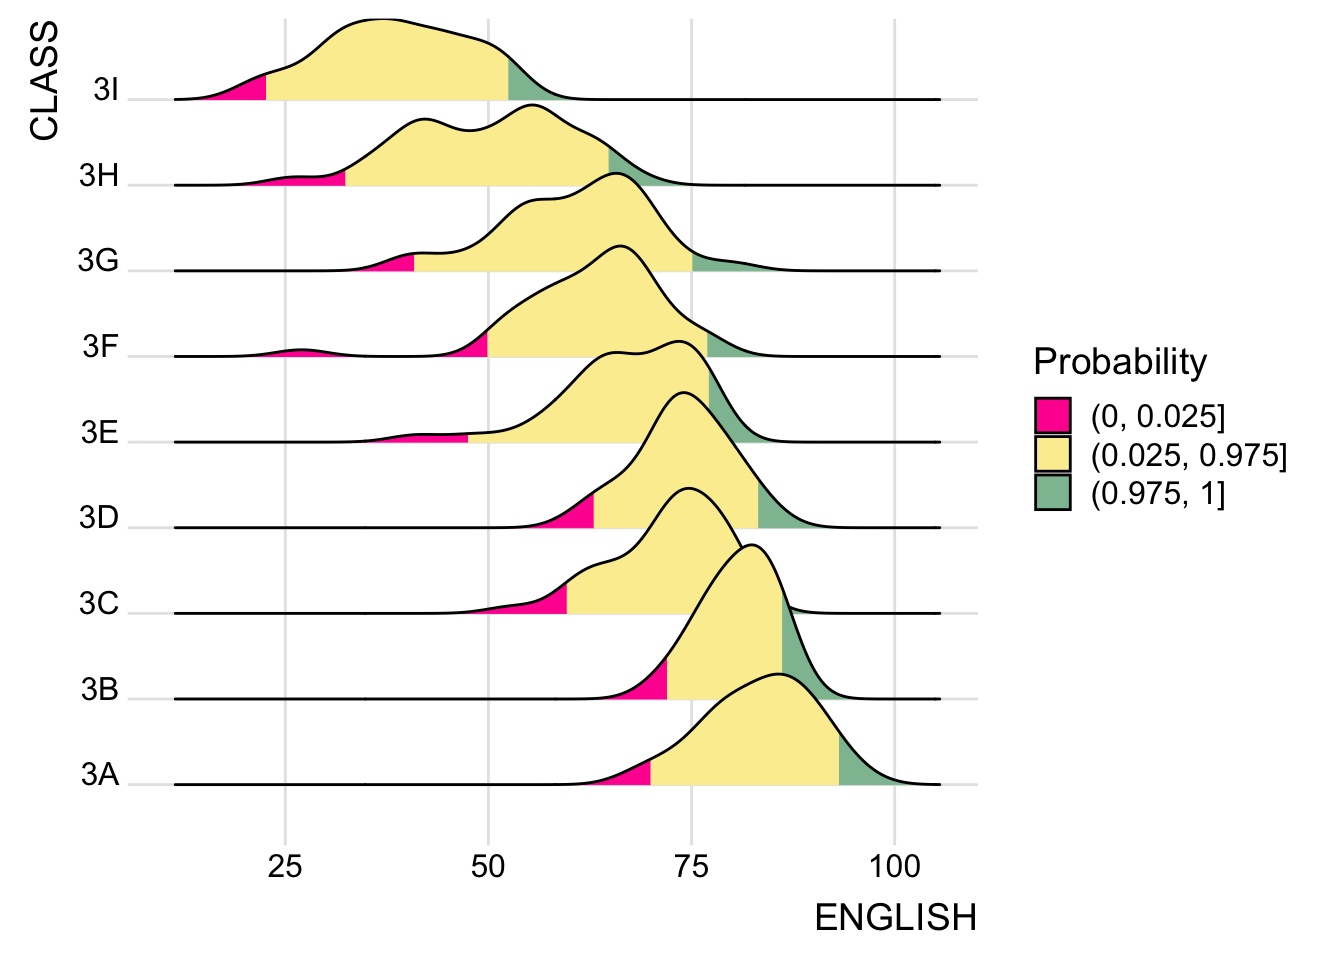 CLASS
3I
3H
3G
3F
3E
3D
3C
3B
3A
25 50 75 100
ENGLISH
Probability
(0, 0.025]
(0.025, 0.975]
(0.975, 1]